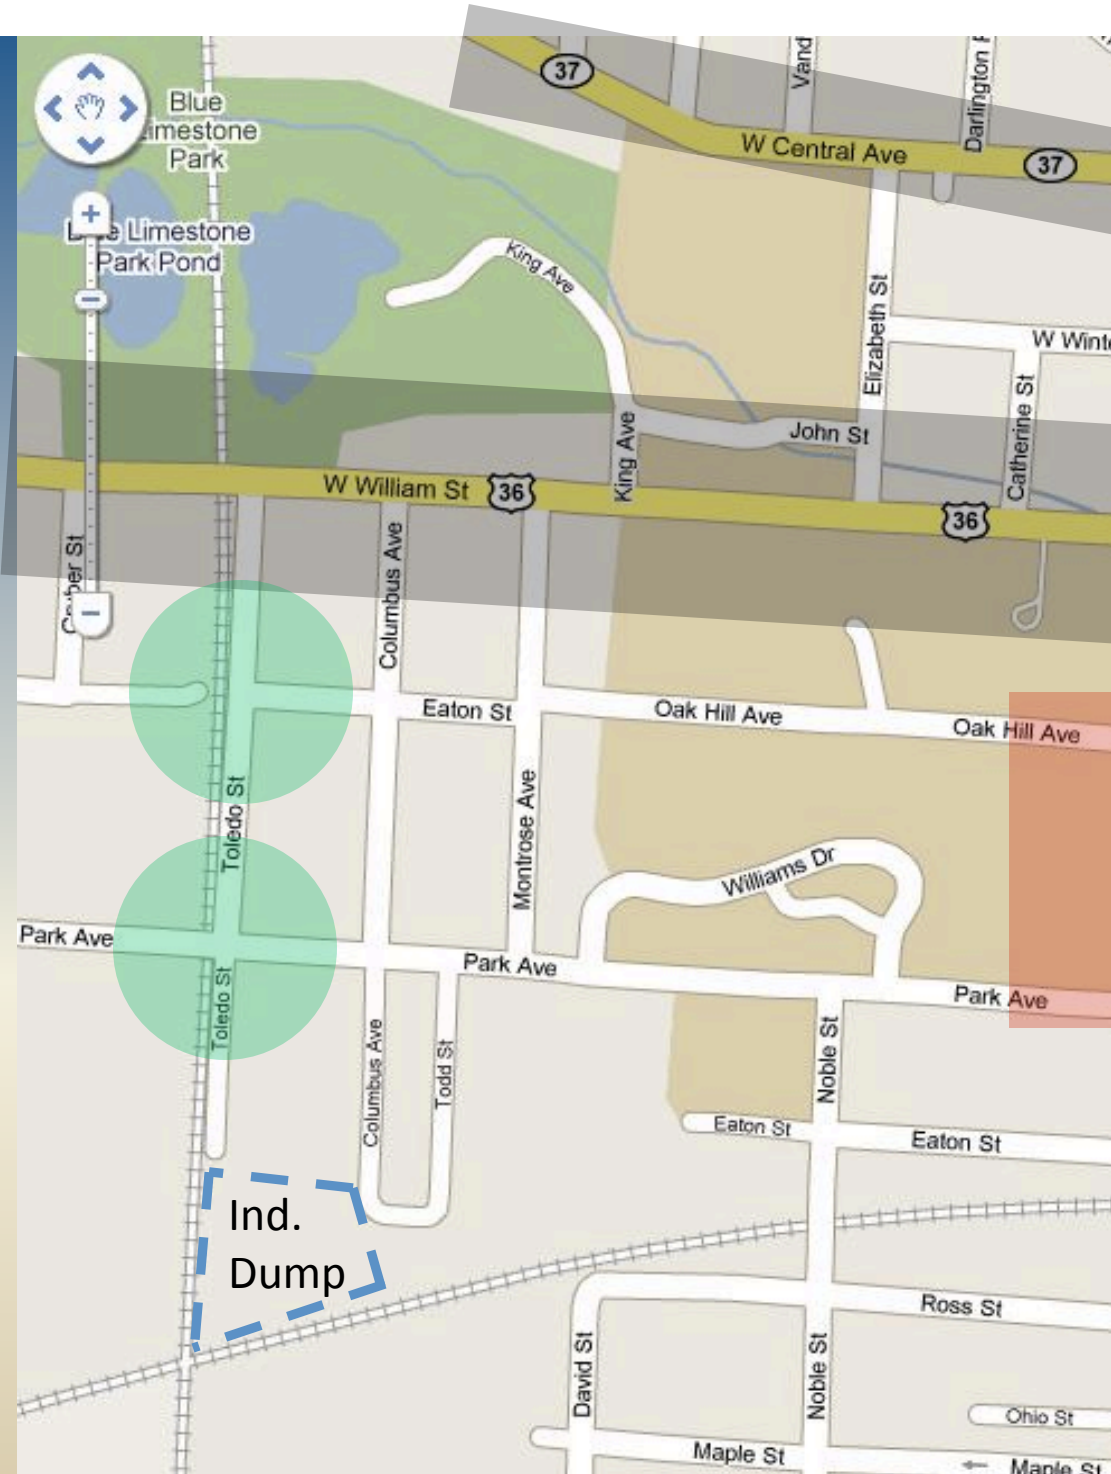 37
Vand
Darlington
Blue
Limestone
Park
W Central Ave
37
Blue Limestone
Park Pond
King Ave
Elizabeth St
W Winte
Catherine St
John St
King Ave
W William St
36
36
Columbus Ave
Eaton St
Oak Hill Ave
Oak Hill Ave
Toledo St
Montrose Ave
Williams Dr
Park Ave
Park Ave
Park Ave
Toledo St
Columbus Ave
Todd St
Noble St
Eaton St
Eaton St
Ind.
Dump
Ross St
David St
Noble St
Ohio St
Maple St
Maple St